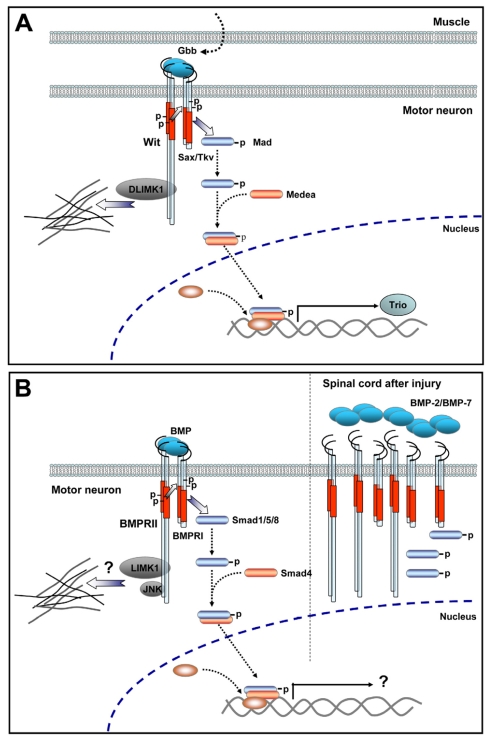 A
Muscle
Gbb
Motor neuron
p
p
p
p
Wit
p Mad
Sax/Tkv
DLIMK1
p
Medea
p
Nucleus
p
Trio
B
Spinal cord after injury
BMP-2/BMP-7
BMP
Motor neuron
p
p
p
p
BMPRII
Smad1/5/8
p
BMPRI
p
?
LIMK1
p
p
JNK
Smad4
p
Nucleus
p
?